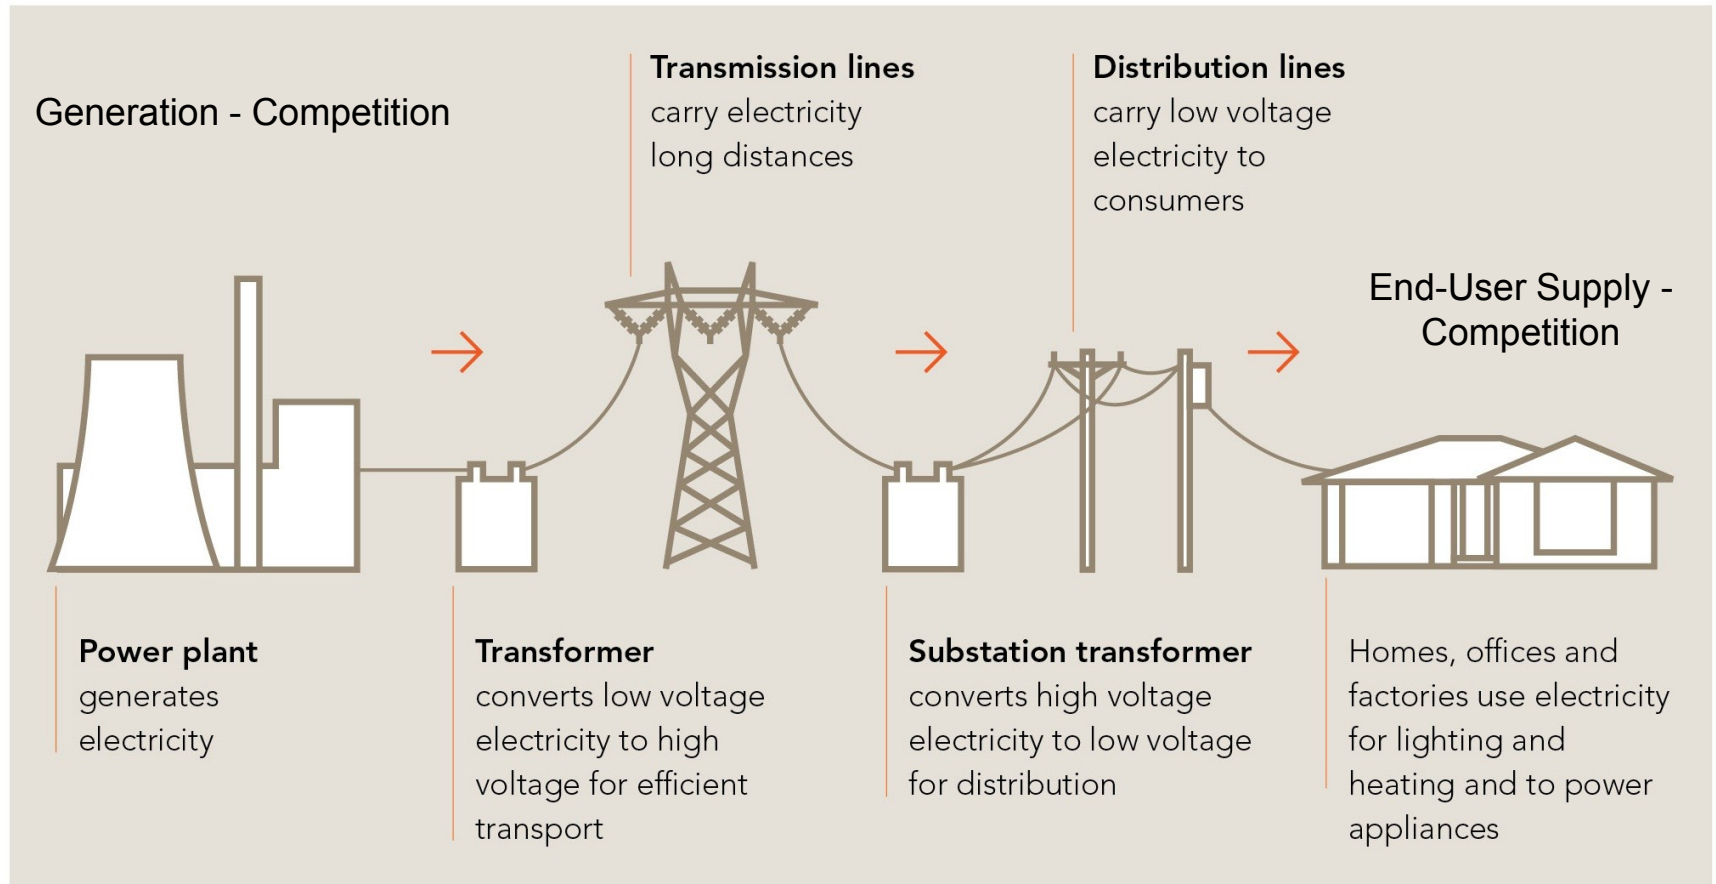 Generation - Competition
Transmission lines
carry electricity
long distances
Distribution lines
carry low voltage
electricity to
consumers
End-User Supply -
Competition
Power plant
generates
electricity
Transformer
converts low voltage
electricity to high
voltage for efficient
transport
Substation transformer
converts high voltage
electricity to low voltage
for distribution
Homes, offices and
factories use electricity
for lighting and
heating and to power
appliances